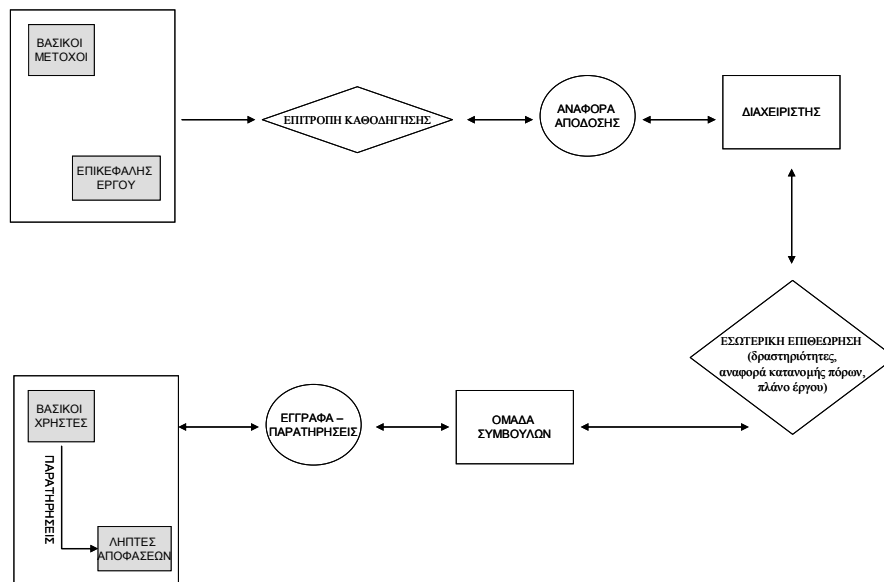 ΒΑΣΙΚΟΙ
ΜΕΤΟΧΟΙ
ΕΠΙΚΕΦΑΛΗΣ
ΕΡΓΟΥ
ΕΠΙΤΡΟΠΗ ΚΑΘΟΔΗΓΗΣΗΣ
ΑΝΑΦΟΡΑ
ΑΠΟΔΟΣΗΣ
ΔΙΑΧΕΙΡΙΣΤΗΣ
ΕΣΩΤΕΡΙΚΗ ΕΠΙΘΕΩΡΗΣΗ
(δραστηριότητες,
αναφορά κατανομής πόρων,
πλάνο έργου)
ΒΑΣΙΚΟΙ
ΧΡΗΣΤΕΣ
ΠΑΡΑΤΗΡΗΣΕΙΣ
ΛΗΠΤΕΣ
ΑΠΟΦΑΣΕΩΝ
ΕΓΓΡΑΦΑ –
ΠΑΡΑΤΗΡΗΣΕΙΣ
ΟΜΑΔΑ
ΣΥΜΒΟΥΛΩΝ